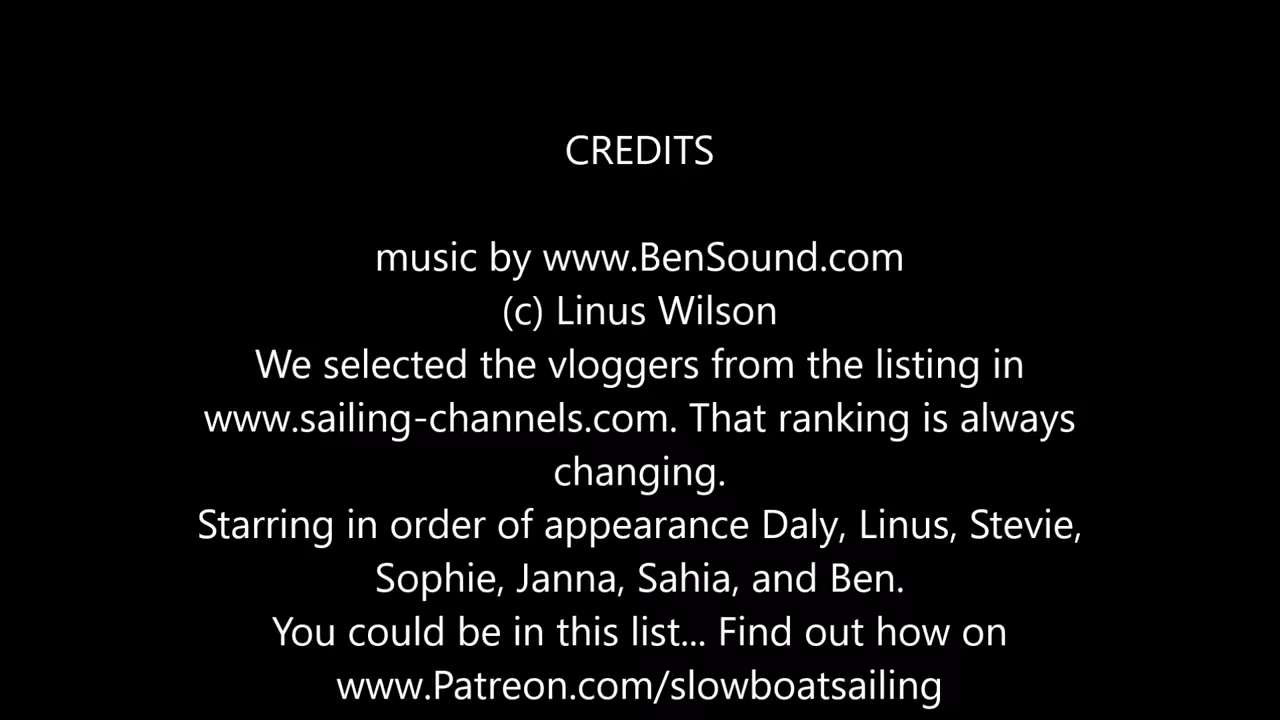 CREDITS
music by www.BenSound.com
(c) Linus Wilson
We selected the vloggers from the listing in
www.sailing-channels.com. That ranking is always
changing.
Starring in order of appearance Daly, Linus, Stevie,
Sophie, Janna, Sahia, and Ben.
You could be in this list... Find out how on
www.Patreon.com/slowboatsailing